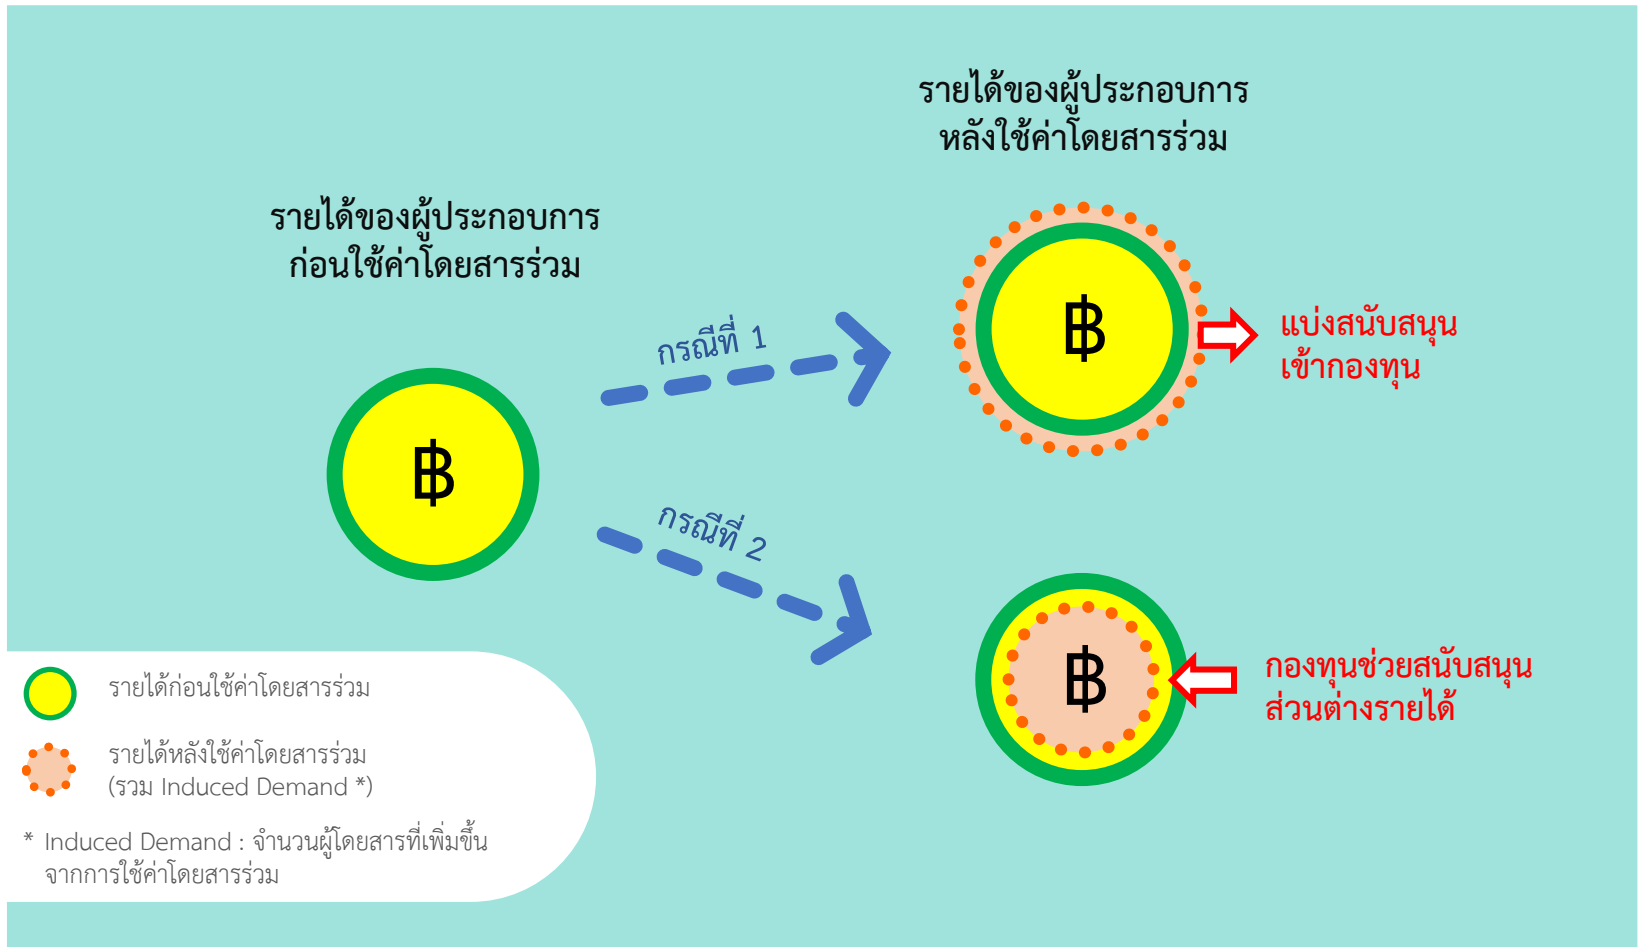 รายได้ของผู้ประกอบการ
หลังใช้ค่าโดยสารร่วม
รายได้ของผู้ประกอบการ
ก่อนใช้ค่าโดยสารร่วม
กรณีที่ 1
฿
แบ่งสนับสนุน
เข้ากองทุน
฿
กรณีที่ 2
฿
กองทุนช่วยสนับสนุน
ส่วนต่างรายได้
รายได้ก่อนใช้ค่าโดยสารร่วม
รายได้หลังใช้ค่าโดยสารร่วม
(รวม Induced Demand *)
* Induced Demand : จำนวนผู้โดยสารที่เพิ่มขึ้น
จากการใช้ค่าโดยสารร่วม